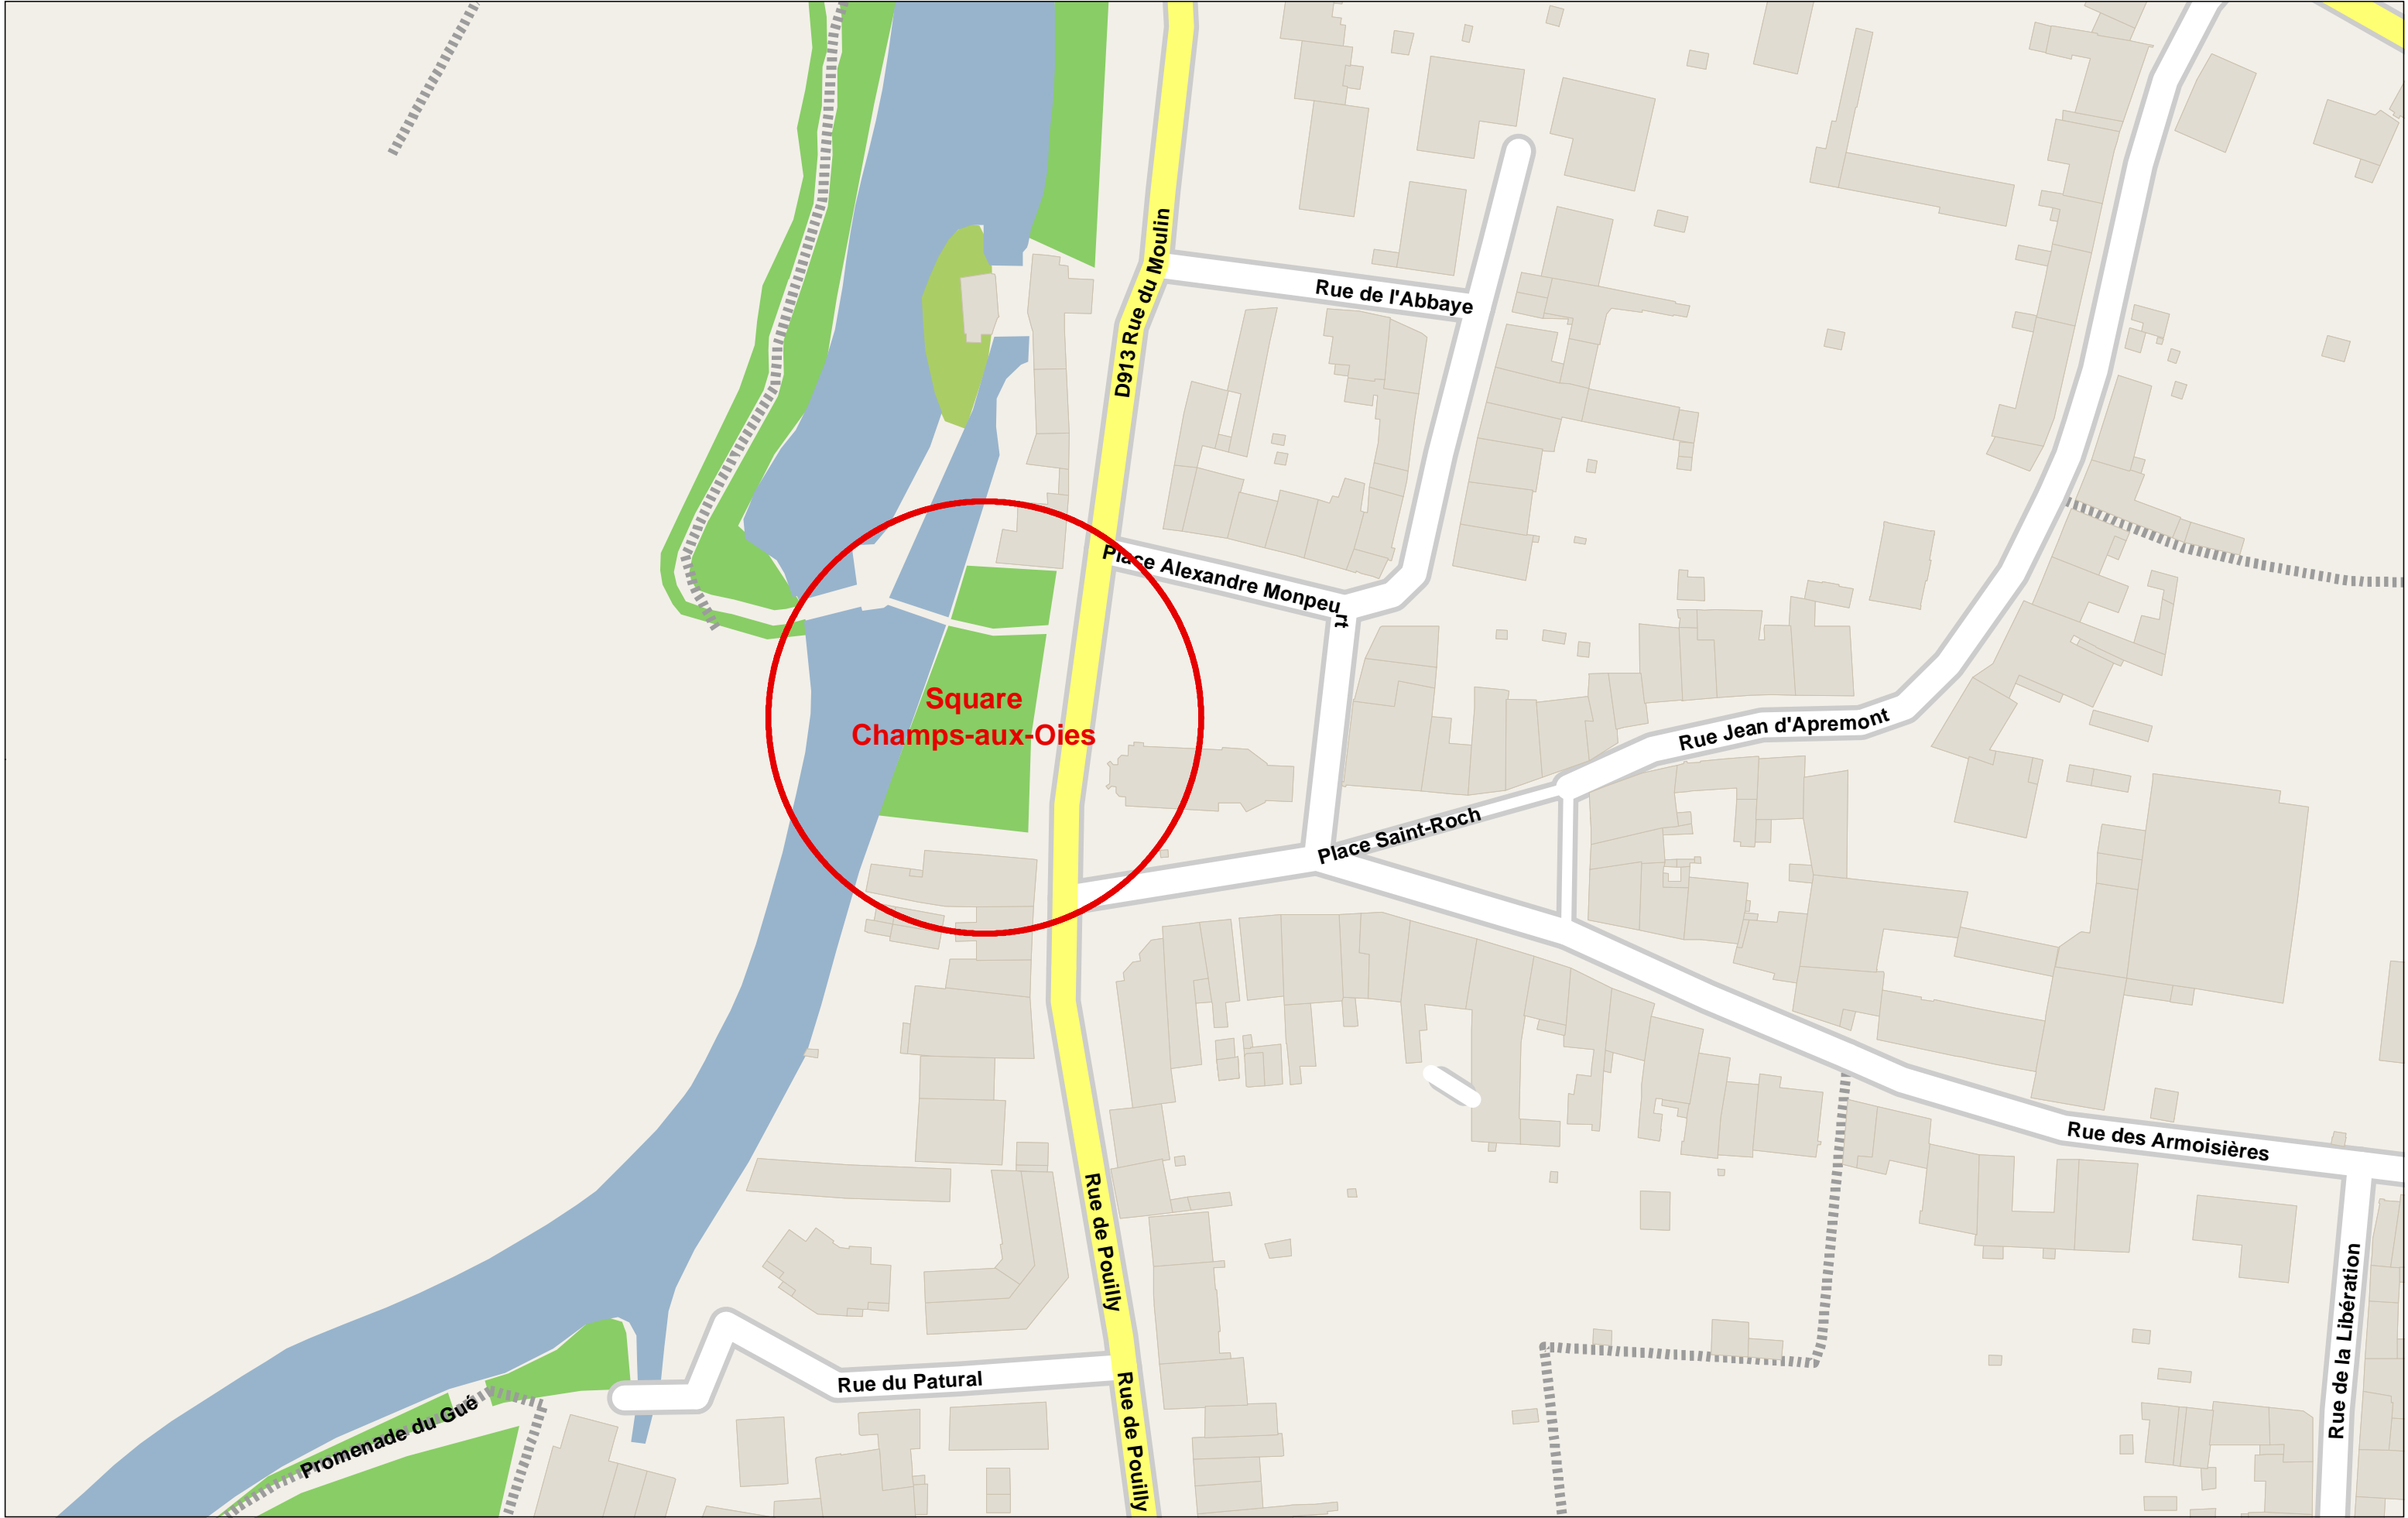 D913 Rue du Moulin
Rue de l'Abbaye
Place Alexandre Monpeurt
Square
Champs-aux-Oies
Rue Jean d'Apremont
Place Saint-Roch
Rue des Armoisières
Rue de Pouilly
Rue de la Libération
Rue du Patural
Rue de Pouilly
Promenade du Gué